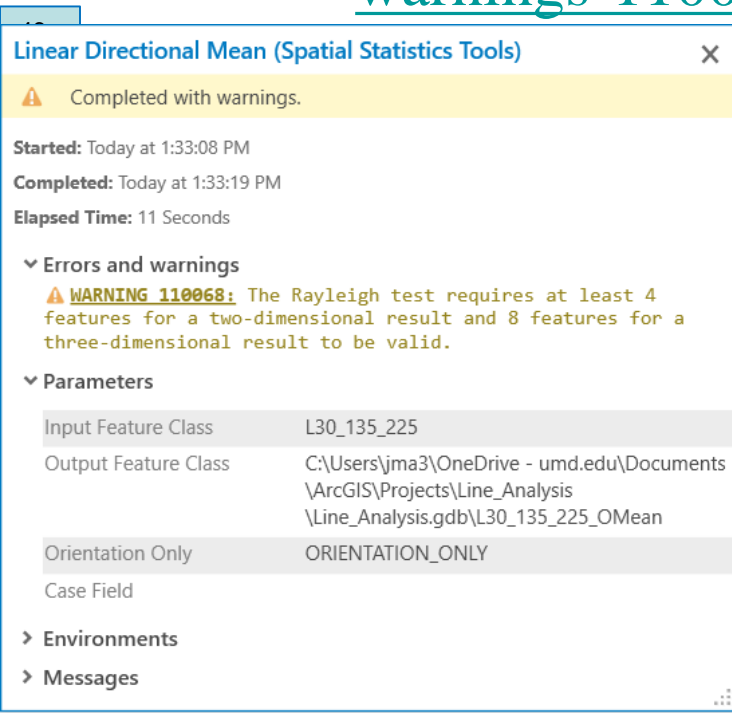 Linear Directional Mean (Spatial Statistics Tools)
Completed with warnings.
Started: Today at 1:33:08 PM
Completed: Today at 1:33:19 PM
Elapsed Time: 11 Seconds
Errors and warnings
WARNING 110068: The Rayleigh test requires at least 4
features for a two-dimensional result and 8 features for a
three-dimensional result to be valid.
Parameters
Input Feature Class L30_135_225
Output Feature Class C:\Users\jma3\OneDrive - umd.edu\Documents
\ArcGIS\Projects\Line_Analysis
\Line_Analysis.gdb\L30_135_225_OMean
Orientation Only ORIENTATION_ONLY
Case Field
Environments
Messages